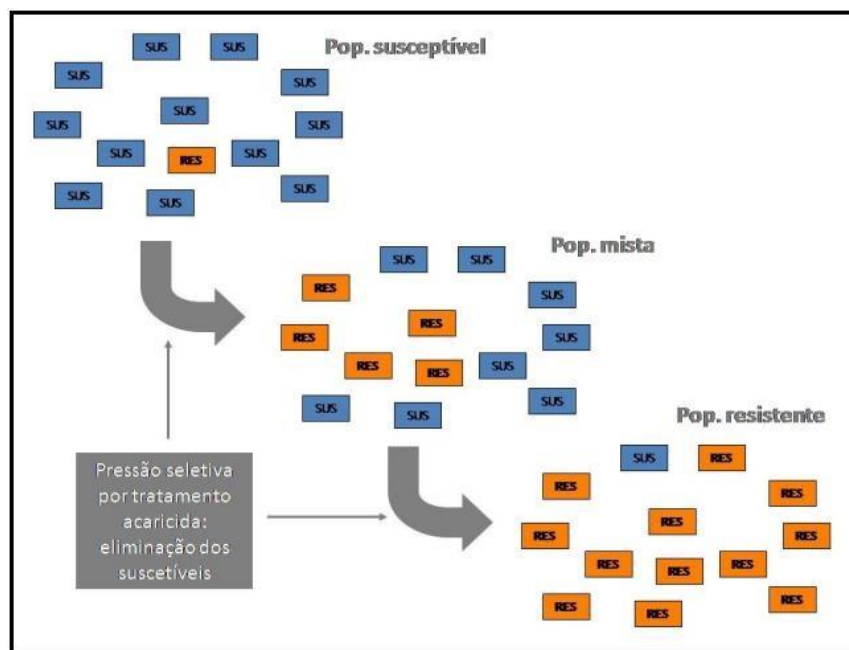 SUS SUS
Pop. susceptível
SUS SUS
SUS
SUS SUS
SUS RES SUS
SUS SUS
SUS
Pop. mista
SUS SUS
RES SUS
RES
RES SUS
RES RES SUS
SUS SUS
SUS
Pop. resistente
SUS RES
RES RES
RES
RES RES
RES RES RES
RES RES
RES
Pressão seletiva
por tratamento
acaricida:
eliminação dos
suscetíveis